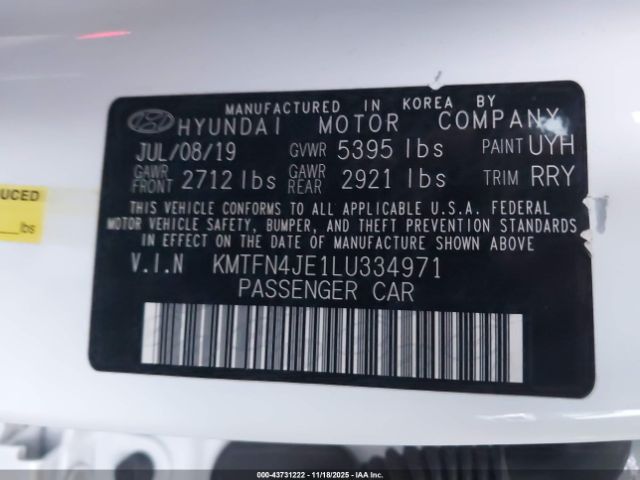 MANUFACTURED IN KOREA BY
HYUNDAI MOTOR COMPANY
JUL/08/19 GVWR 5395 lbs PAINT UYH
GAWR FRONT 2712 lbs GAWR REAR 2921 lbs TRIM RRY
THIS VEHICLE CONFORMS TO ALL APPLICABLE U.S.A. FEDERAL
MOTOR VEHICLE SAFETY, BUMPER, AND THEFT PREVENTION STANDARDS
IN EFFECT ON THE DATE OF MANUFACTURE SHOWN ABOVE
V.I.N KMTFN4JE1LU334971
PASSENGER CAR
DUCED
lbs
000-43731222 - 11/18/2025 - IAA Inc.